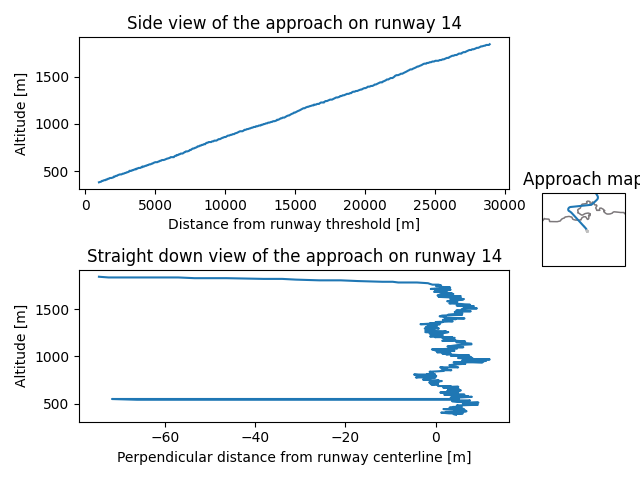 Side view of the approach on runway 14
Altitude [m]
1500
1000
500
0 5000 10000 15000 20000 25000 30000
Distance from runway threshold [m]
Approach map
Straight down view of the approach on runway 14
Altitude [m]
1500
1000
500
−60 −40 −20 0
Perpendicular distance from runway centerline [m]